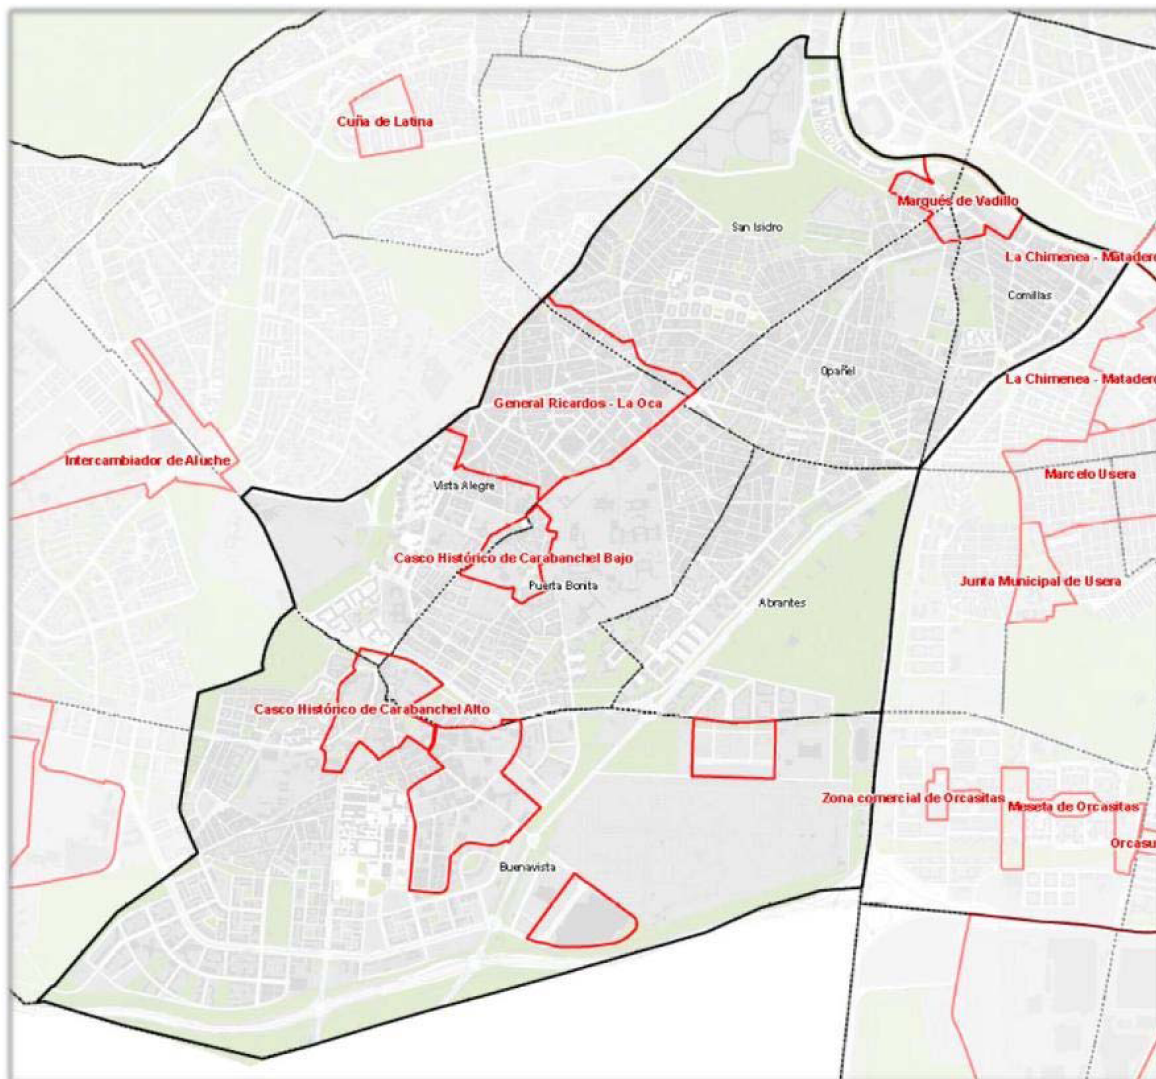 Cuña de Latina
Marqués de Vadillo
San Isidro
La Chimenea - Matadero
Comillas
Opañel
La Chimenea - Matadero
General Ricardos - La Oca
Intercambiador de Aluche
Marcelo Usera
Vista Alegre
Casco Histórico de Carabanchel Bajo
Puerta Bonita
Junta Municipal de Usera
Abrantes
Casco Histórico de Carabanchel Alto
Zona comercial de Orcasitas
Meseta de Orcasitas
Orcasu
Buenavista